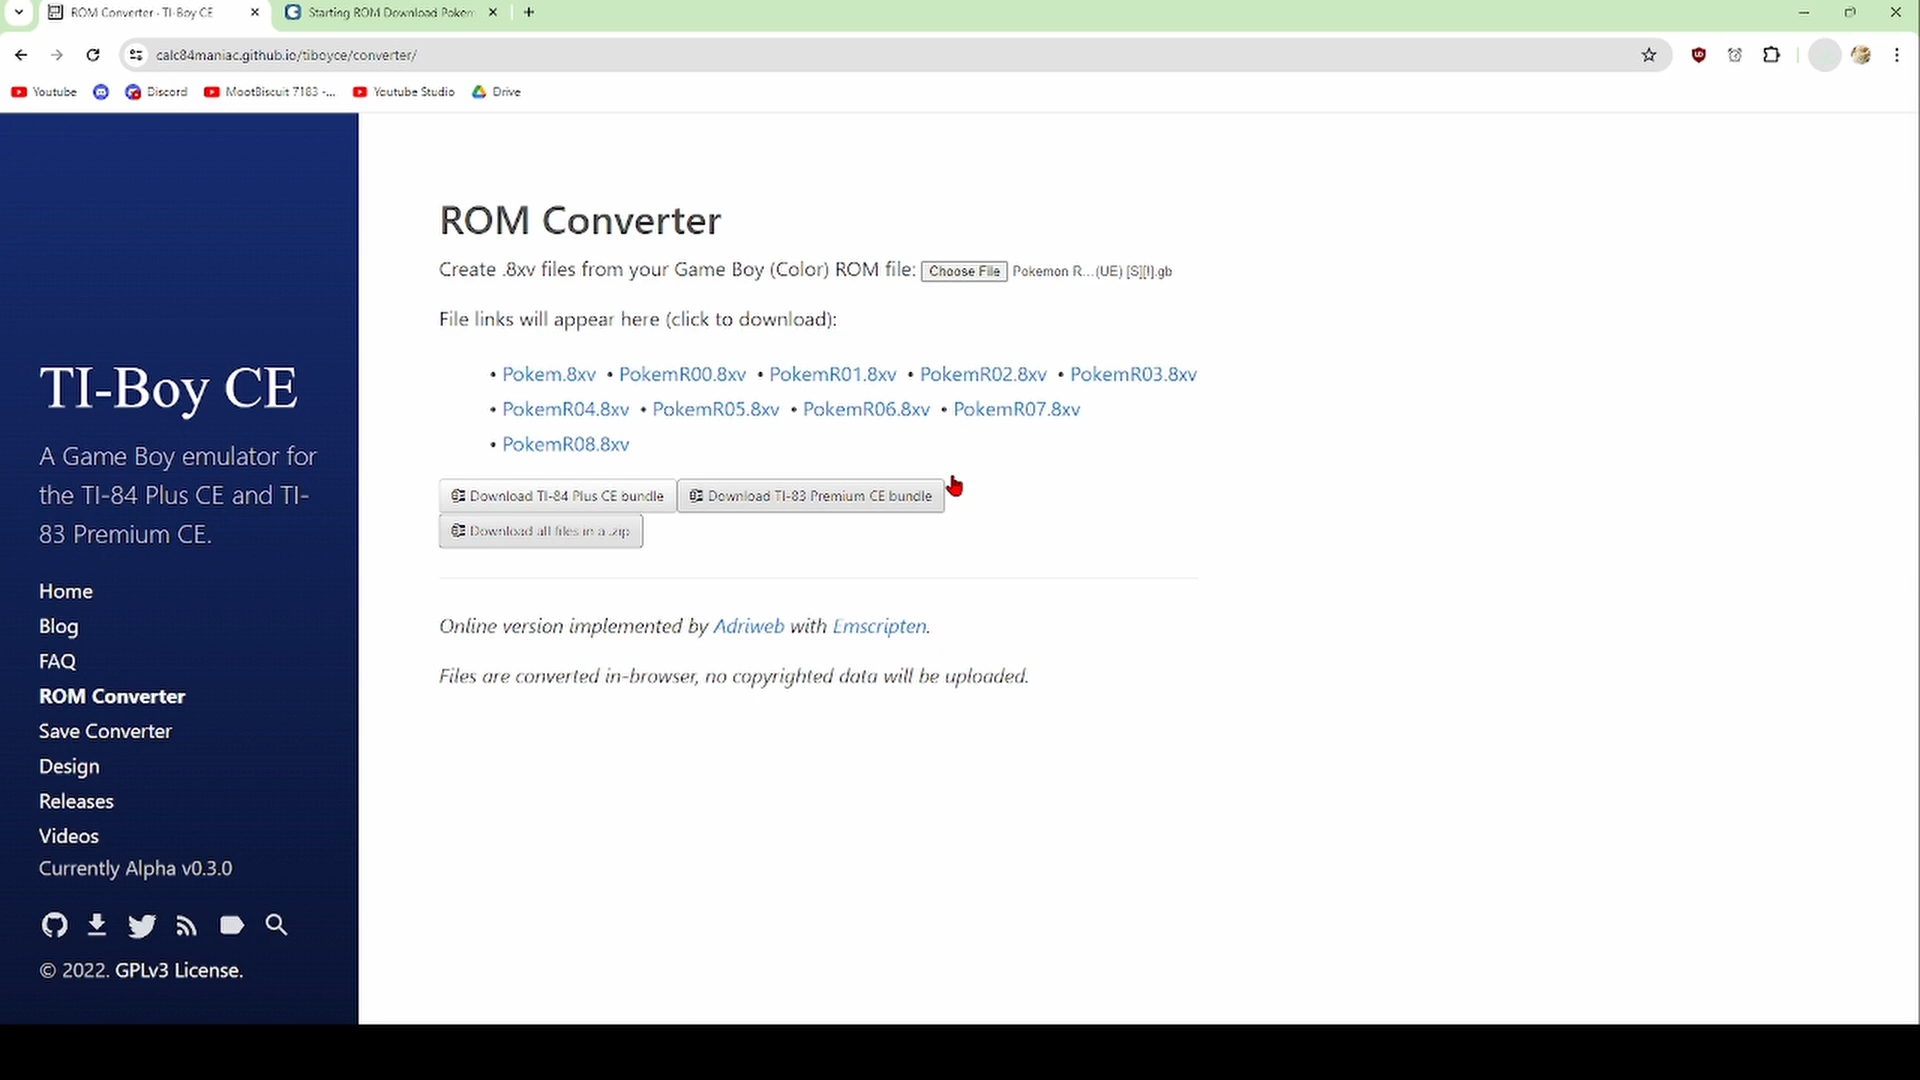 ROM Converter · TI-Boy CE
Starting ROM Download Pokem
calc84maniac.github.io/tiboyce/converter/
Youtube
Discord
MootBiscuit 7183 -...
Youtube Studio
Drive
ROM Converter
Create .8xv files from your Game Boy (Color) ROM file: Choose File Pokemon R...(UE) [S][!].gb
File links will appear here (click to download):
• Pokem.8xv • PokemR00.8xv • PokemR01.8xv • PokemR02.8xv • PokemR03.8xv
• PokemR04.8xv • PokemR05.8xv • PokemR06.8xv • PokemR07.8xv
• PokemR08.8xv
Download TI-84 Plus CE bundle Download TI-83 Premium CE bundle
Download all files in a .zip
Online version implemented by Adriweb with Emscripten.
Files are converted in-browser, no copyrighted data will be uploaded.
TI-Boy CE
A Game Boy emulator for
the TI-84 Plus CE and TI-
83 Premium CE.
Home
Blog
FAQ
ROM Converter
Save Converter
Design
Releases
Videos
Currently Alpha v0.3.0
© 2022. GPLv3 License.